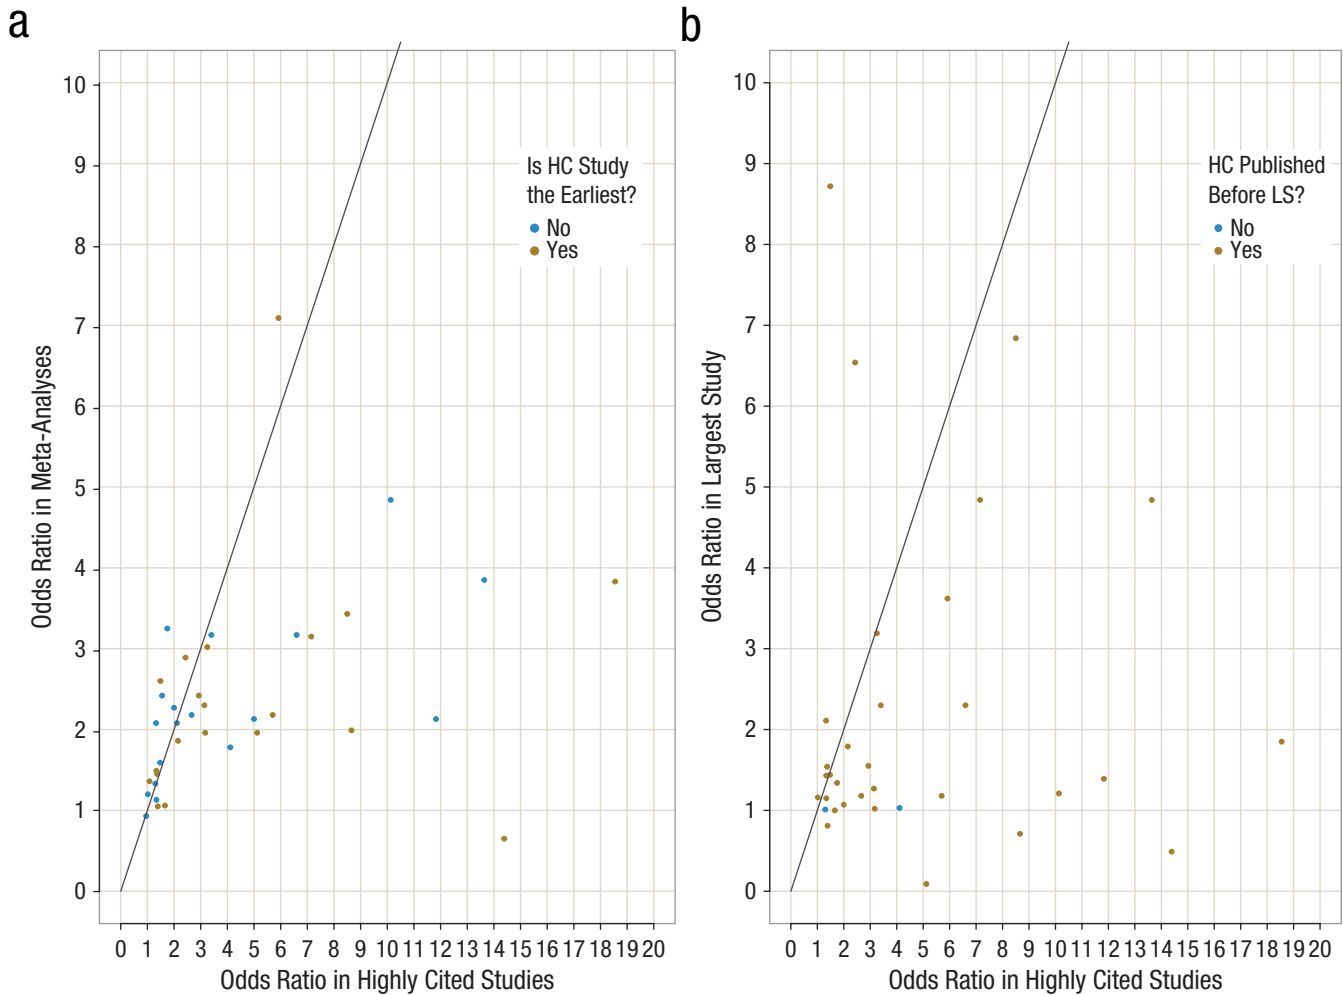 a
Odds Ratio in Meta-Analyses
10
9
8
7
6
5
4
3
2
1
0
Is HC Study
the Earliest?
No
Yes
0 1 2 3 4 5 6 7 8 9 10 11 12 13 14 15 16 17 18 19 20
Odds Ratio in Highly Cited Studies
b
Odds Ratio in Largest Study
10
9
8
7
6
5
4
3
2
1
0
HC Published
Before LS?
No
Yes
0 1 2 3 4 5 6 7 8 9 10 11 12 13 14 15 16 17 18 19 20
Odds Ratio in Highly Cited Studies